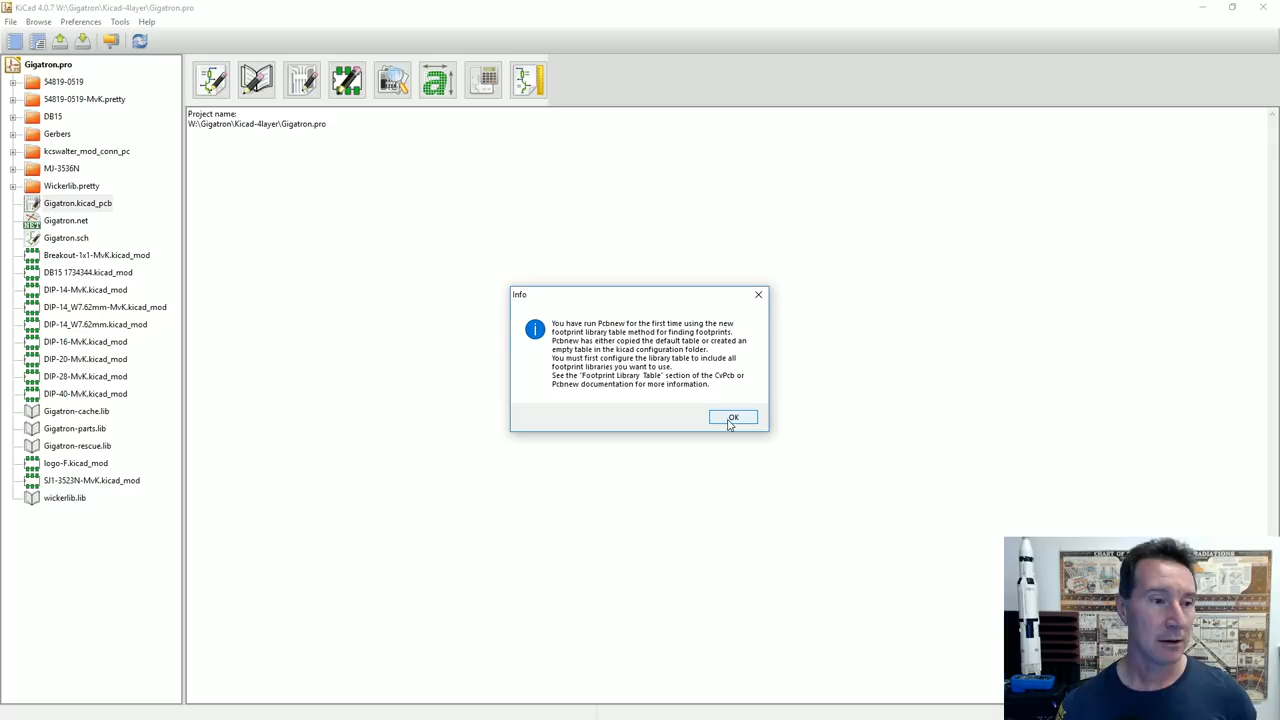 KiCad 4.0.7 W:\Gigatron\Kicad-4layer\Gigatron.pro
File Browse Preferences Tools Help
Gigatron.pro
54819-0519
54819-0519-MvK.pretty
DB15
Gerbers
kcswalter_mod_conn_pc
MJ-3536N
Wickerlib.pretty
Gigatron.kicad_pcb
Gigatron.net
Gigatron.sch
Breakout-1x1-MvK.kicad_mod
DB15 1734344.kicad_mod
DIP-14-MvK.kicad_mod
DIP-14_W7.62mm-MvK.kicad_mod
DIP-14_W7.62mm.kicad_mod
DIP-16-MvK.kicad_mod
DIP-20-MvK.kicad_mod
DIP-28-MvK.kicad_mod
DIP-40-MvK.kicad_mod
Gigatron-cache.lib
Gigatron-parts.lib
Gigatron-rescue.lib
logo-F.kicad_mod
SJ1-3523N-MvK.kicad_mod
wickerlib.lib
NET
Project name:
W:\Gigatron\Kicad-4layer\Gigatron.pro
Info
You have run Pcbnew for the first time using the new
footprint library table method for finding footprints.
Pcbnew has either copied the default table or created an
empty table in the kicad configuration folder.
You must first configure the library table to include all
footprint libraries you want to use.
See the "Footprint Library Table" section of the CvPcb or
Pcbnew documentation for more information.
OK